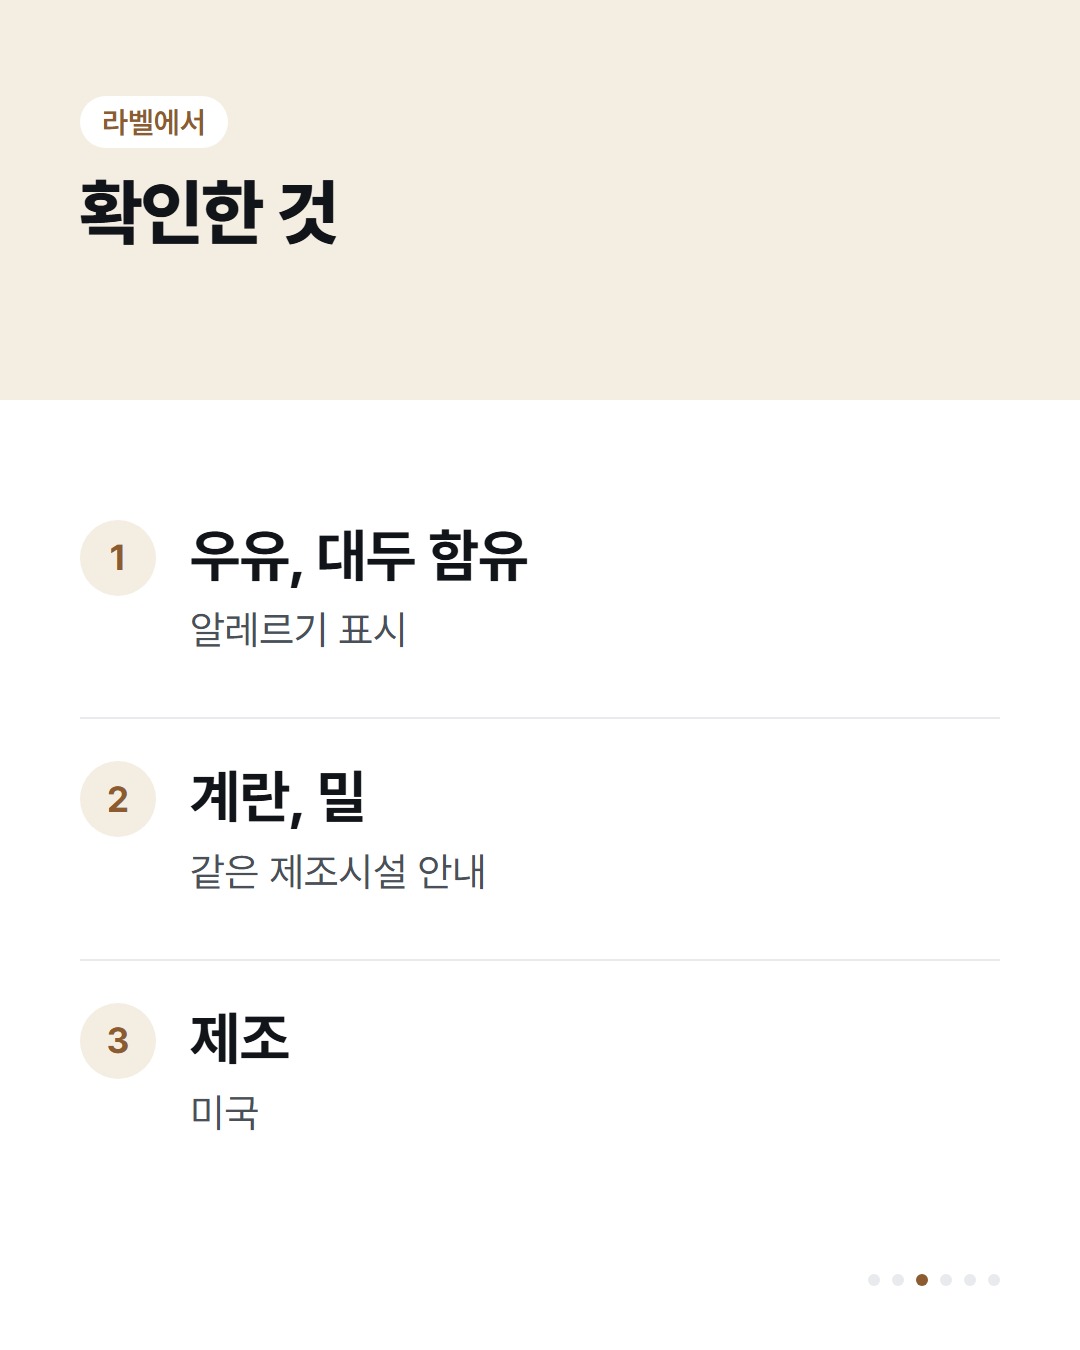 라벨에서
확인한 것
1
우유, 대두 함유
알레르기 표시
2
계란, 밀
같은 제조시설 안내
3
제조
미국